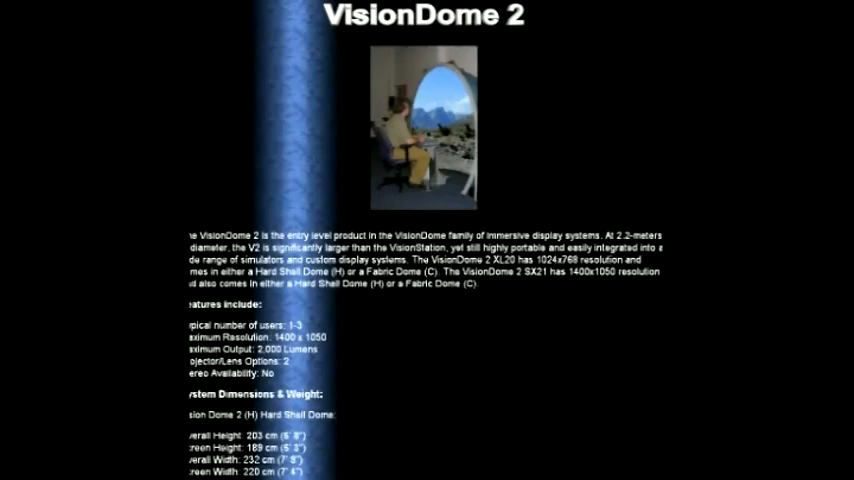 VisionDome 2
he VisionDome 2 is the entry level product in the VisionDome family of immersive display systems. At 2.2-meters
diameter, the V2 is significantly larger than the VisionStation, yet still highly portable and easily integrated into a
de range of simulators and custom display systems. The VisionDome 2 XL20 has 1024x768 resolution and
mes in either a Hard Shell Dome (H) or a Fabric Dome (C). The VisionDome 2 SX21 has 1400x1050 resolution
d also comes in either a Hard Shell Dome (H) or a Fabric Dome (C).
eatures include:
ypical number of users: 1-3
aximum Resolution: 1400 x 1050
aximum Output: 2,000 Lumens
ojector/Lens Options: 2
ereo Availability: No
ystem Dimensions & Weight:
sion Dome 2 (H) Hard Shell Dome:
verall Height: 203 cm (6' 8")
creen Height: 189 cm (6' 3")
verall Width: 232 cm (7' 8")
creen Width: 220 cm (7' 4")